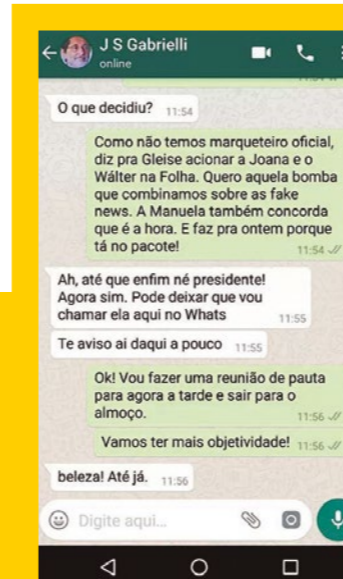 J S Gabrielli
online
O que decidiu? 11:54
Como não temos marqueteiro oficial,
diz pra Gleise acionar a Joana e o
Wálter na Folha. Quero aquela bomba
que combinamos sobre as fake
news. A Manuela também concorda
que é a hora. E faz pra ontem porque
tá no pacote!
11:54
Ah, até que enfim né presidente!
Agora sim. Pode deixar que vou
chamar ela aqui no Whats 11:55
Te aviso ai daqui a pouco 11:55
Ok! Vou fazer uma reunião de pauta
para agora a tarde e sair para o
almoço. 11:56
Vamos ter mais objetividade! 11:56
beleza! Até já. 11:56
Digite aqui...